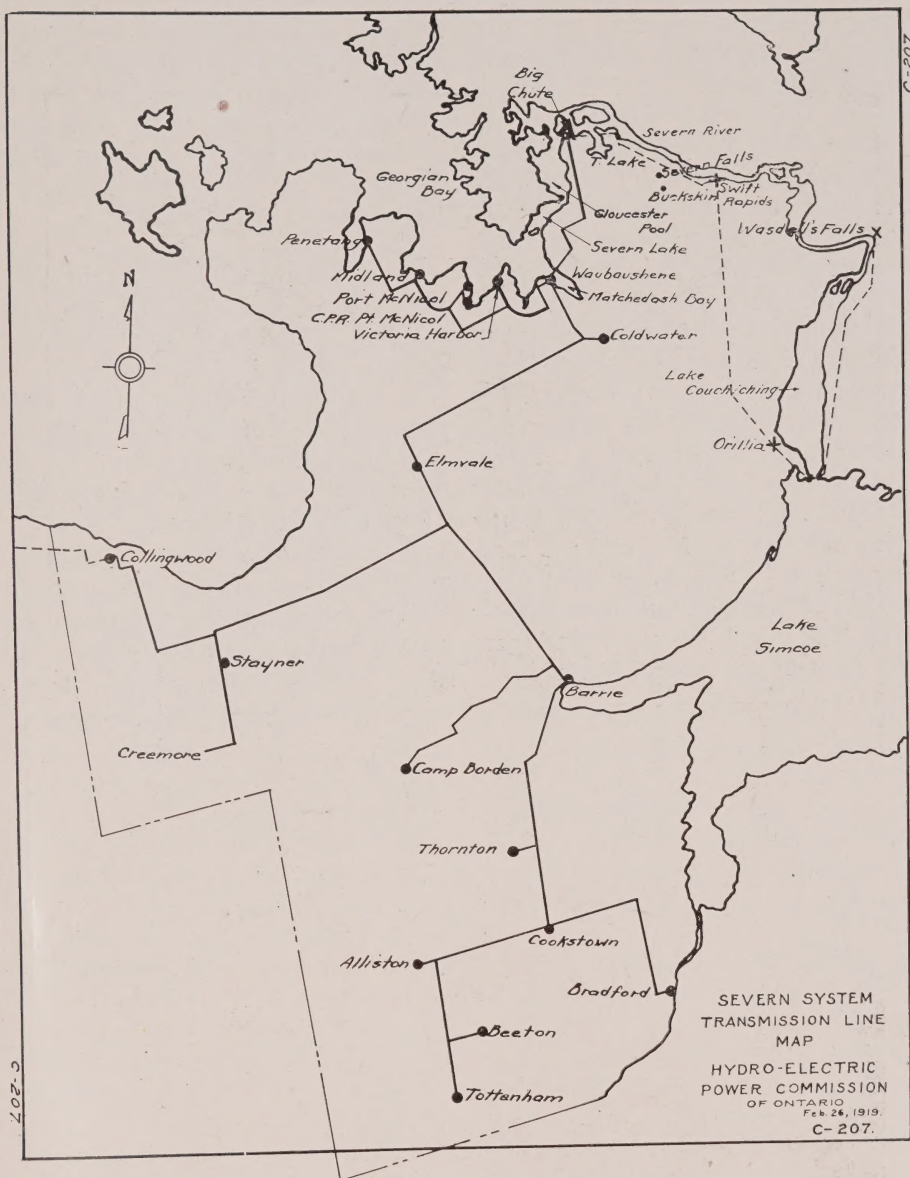 C-207
Big
Chute
Severn River
T. Lake
Severn Falls
Georgian
Bay
Buckskin
Swift
Rapids
Gloucester
Pool
Wasdell's Falls
Penetang
Severn Lake
N
Midland
Waubaushene
Port McNicol
Matchedash Bay
C.P.R. Pt. McNicol
Victoria Harbor
Coldwater
Lake
Couchiching
Orillia
Elmvale
Collingwood
Lake
Simcoe
Stayner
Barrie
Creemore
Camp Borden
Thornton
Cookstown
Alliston
Bradford
Beeton
Tottenham
SEVERN SYSTEM
TRANSMISSION LINE
MAP
HYDRO-ELECTRIC
POWER COMMISSION
OF ONTARIO
Feb. 26, 1919.
C-207.
C-207